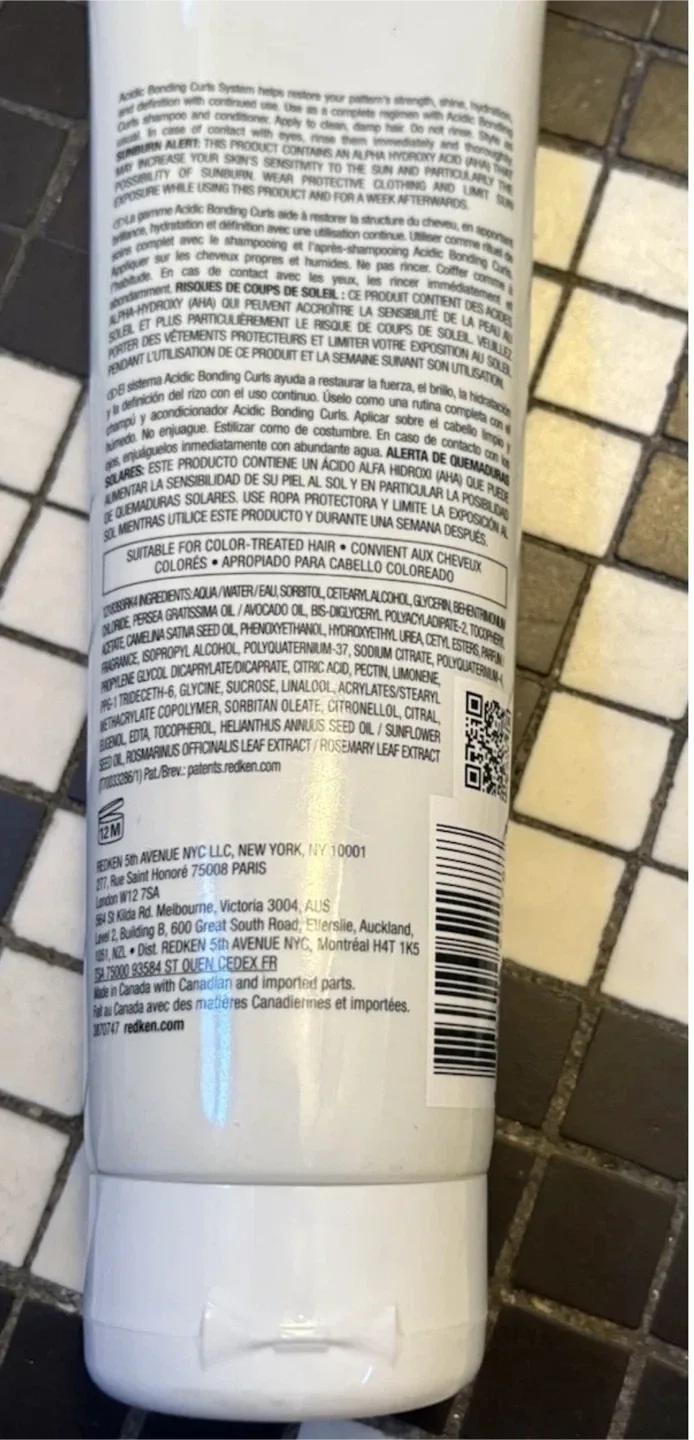 Acidic Bonding Curls System helps restore your pattern's strength, shine, hydration,
and definition with continued use. Use as a complete regimen with Acidic Bonding
Curls shampoo and conditioner. Apply to clean, damp hair. Do not rinse. Style as
usual. In case of contact with eyes, rinse them immediately and thoroughly.
SUNBURN ALERT: THIS PRODUCT CONTAINS AN ALPHA HYDROXY ACID (AHA) THAT
MAY INCREASE YOUR SKIN'S SENSITIVITY TO THE SUN AND PARTICULARLY THE
POSSIBILITY OF SUNBURN. WEAR PROTECTIVE CLOTHING AND LIMIT SUN
EXPOSURE WHILE USING THIS PRODUCT AND FOR A WEEK AFTERWARDS.
La gamme Acidic Bonding Curls aide à restorer la structure du cheveu, en apportant
brillance, hydratation et définition avec une utilisation continue. Utiliser comme rituel de
soins complet avec le shampooing et l'après-shampooing Acidic Bonding Curls.
Appliquer sur les cheveux propres et humides. Ne pas rincer. Coiffer comme à
l'habitude. En cas de contact avec les yeux, les rincer immédiatement et
abondamment. RISQUES DE COUPS DE SOLEIL : CE PRODUIT CONTIENT DES ACIDES
ALPHA-HYDROXY (AHA) QUI PEUVENT ACCROÎTRE LA SENSIBILITÉ DE LA PEAU AU
SOLEIL ET PLUS PARTICULIÈREMENT LE RISQUE DE COUPS DE SOLEIL. VEUILLEZ
PORTER DES VÊTEMENTS PROTECTEURS ET LIMITER VOTRE EXPOSITION AU SOLEIL
PENDANT L'UTILISATION DE CE PRODUIT ET LA SEMAINE SUIVANT SON UTILISATION.
El sistema Acidic Bonding Curls ayuda a restaurar la fuerza, el brillo, la hidratación
y la definición del rizo con el uso continuo. Úselo como una rutina completa con el
champú y acondicionador Acidic Bonding Curls. Aplicar sobre el cabello limpio y
húmedo. No enjuague. Estilizar como de costumbre. En caso de contacto con los
ojos, enjuáguelos inmediatamente con abundante agua. ALERTA DE QUEMADURAS
SOLARES: ESTE PRODUCTO CONTIENE UN ÁCIDO ALFA HIDROXI (AHA) QUE PUEDE
AUMENTAR LA SENSIBILIDAD DE SU PIEL AL SOL Y EN PARTICULAR LA POSIBILIDAD
DE QUEMADURAS SOLARES. USE ROPA PROTECTORA Y LIMITE LA EXPOSICIÓN AL
SOL MIENTRAS UTILICE ESTE PRODUCTO Y DURANTE UNA SEMANA DESPUÉS.
SUITABLE FOR COLOR-TREATED HAIR • CONVIENT AUX CHEVEUX
COLORÉS • APROPIADO PARA CABELLO COLOREADO
INGREDIENTS: AQUA / WATER / EAU, SORBITOL, CETEARYL ALCOHOL, GLYCERIN, BEHENTRIMONIUM
CHLORIDE, PERSEA GRATISSIMA OIL / AVOCADO OIL, BIS-DIGLYCERYL POLYACYLADIPATE-2, TOCOPHERYL
ACETATE, CAMELINA SATIVA SEED OIL, PHENOXYETHANOL, HYDROXYETHYL UREA, CETYL ESTERS, PARFUM
FRAGRANCE, ISOPROPYL ALCOHOL, POLYQUATERNIUM-37, SODIUM CITRATE, POLYQUATERNIUM-4,
PROPYLENE GLYCOL DICAPRYLATE/DICAPRATE, CITRIC ACID, PECTIN, LIMONENE,
PPG-1 TRIDECETH-6, GLYCINE, SUCROSE, LINALOOL, ACRYLATES/STEARYL
METHACRYLATE COPOLYMER, SORBITAN OLEATE, CITRONELLOL, CITRAL,
EUGENOL, EDTA, TOCOPHEROL, HELIANTHUS ANNUUS SEED OIL / SUNFLOWER
SEED OIL, ROSMARINUS OFFICINALIS LEAF EXTRACT / ROSEMARY LEAF EXTRACT
(T70033286/1) Pat./Brev.: patents.redken.com
12M
REDKEN 5th AVENUE NYC LLC, NEW YORK, NY 10001
277, Rue Saint Honoré 75008 PARIS
London W12 7SA
564 St Kilda Rd. Melbourne, Victoria 3004, AUS
Level 2, Building B, 600 Great South Road, Ellerslie, Auckland,
1051, NZL • Dist. REDKEN 5th AVENUE NYC, Montréal H4T 1K5
TSA 75000 93584 ST OUEN CEDEX FR
Made in Canada with Canadian and imported parts.
Fait au Canada avec des matières Canadiennes et importées.
3870747 redken.com